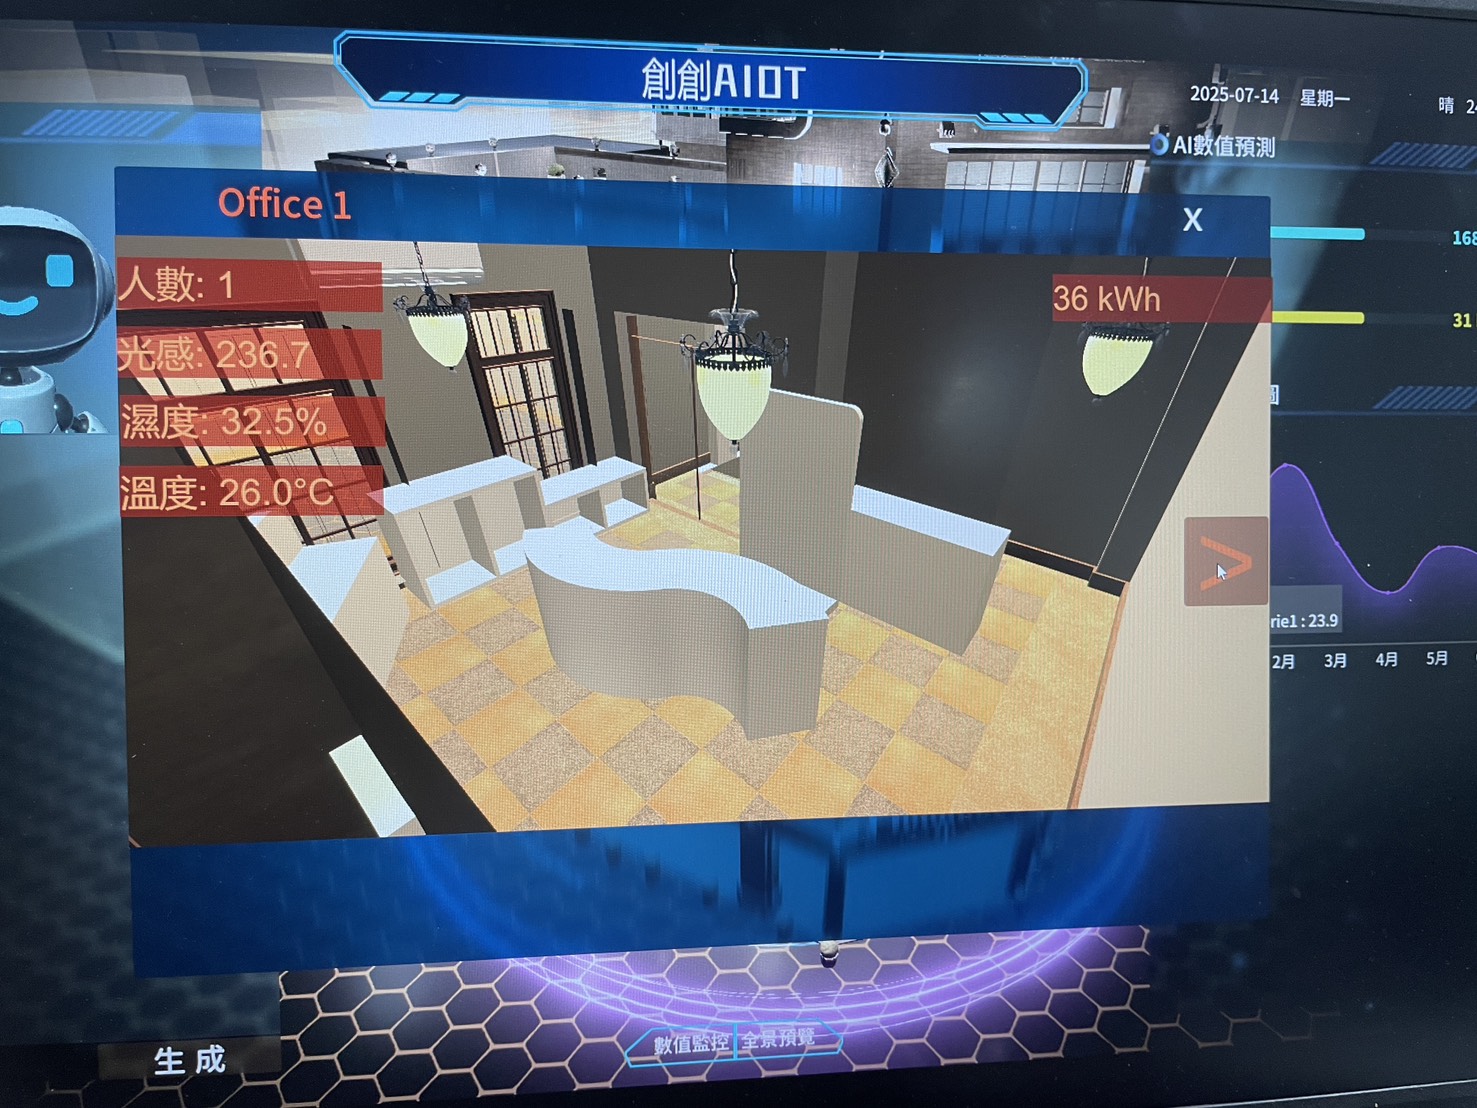 創創AIOT
2025-07-14 星期一 晴
AI數值預測
Office 1
X
人數: 1
36 kWh
光感: 236.7
濕度: 32.5%
溫度: 26.0°C
168
31
>
rie1 : 23.9
2月 3月 4月 5月
數值監控 全景預覽
生成